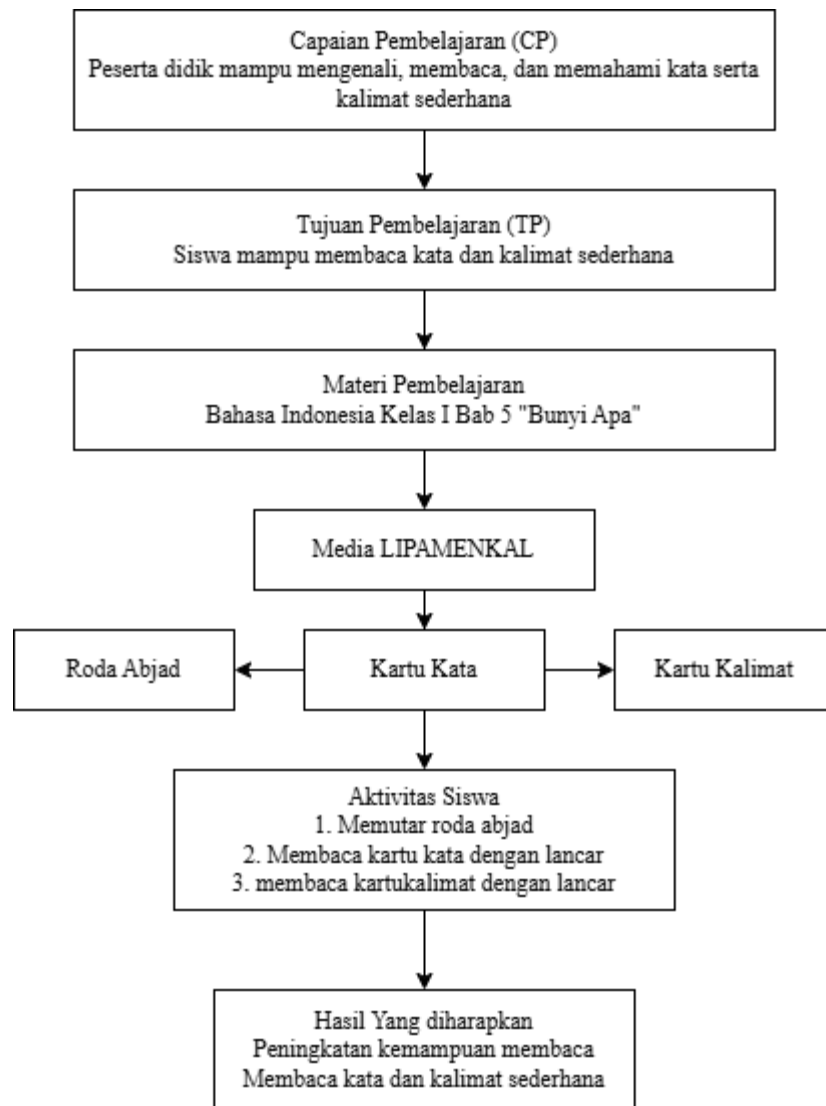 Capaian Pembelajaran (CP)
Peserta didik mampu mengenali, membaca, dan memahami kata serta
kalimat sederhana
Tujuan Pembelajaran (TP)
Siswa mampu membaca kata dan kalimat sederhana
Materi Pembelajaran
Bahasa Indonesia Kelas I Bab 5 "Bunyi Apa"
Media LIPAMENKAL
Roda Abjad
Kartu Kata
Kartu Kalimat
Aktivitas Siswa
1. Memutar roda abjad
2. Membaca kartu kata dengan lancar
3. membaca kartukalimat dengan lancar
Hasil Yang diharapkan
Peningkatan kemampuan membaca
Membaca kata dan kalimat sederhana